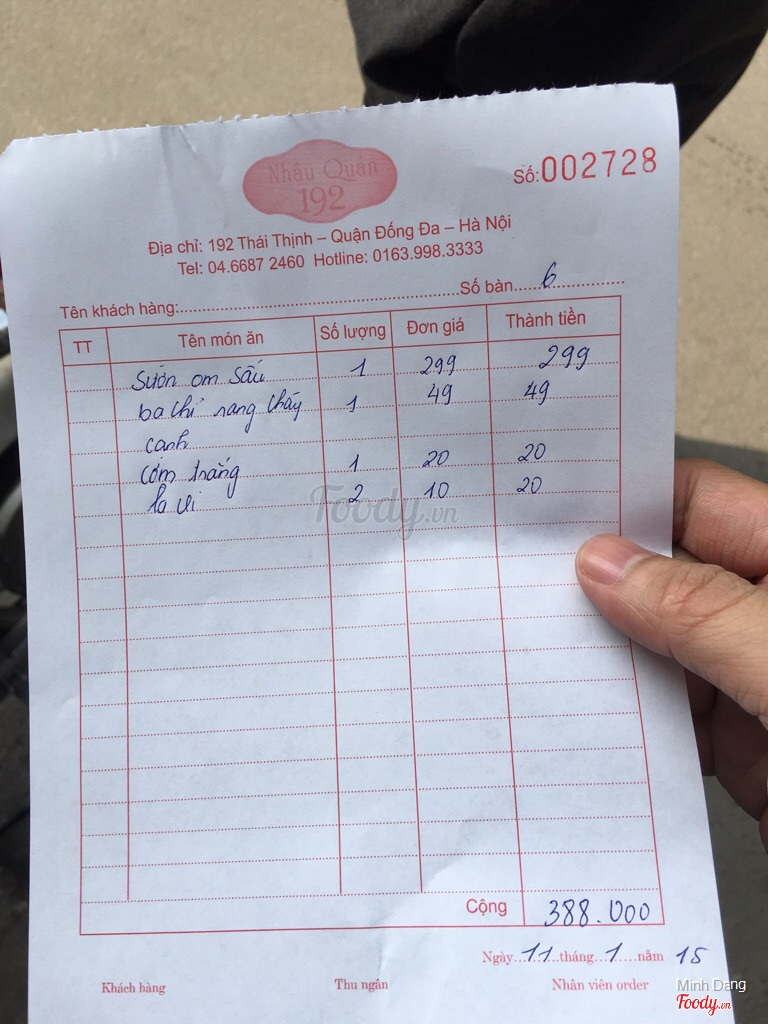 Nhậu Quán
192
Số:002728
Địa chỉ: 192 Thái Thịnh – Quận Đống Đa – Hà Nội
Tel: 04.6687 2460 Hotline: 0163.998.3333
Tên khách hàng: Số bàn 6
TT Tên món ăn Số lượng Đơn giá Thành tiền
Sườn om sấu 1 299 299
ba chỉ rang cháy 1 49 49
cạnh
cơm trắng 1 20 20
la vi 2 10 20
Foody.vn
Cộng 388.000
Ngày 11 tháng 1 năm 15
Khách hàng Thu ngân Nhân viên order
Minh Dang
Foody.vn